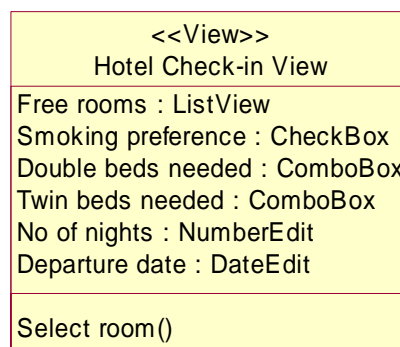 <<View>>
Hotel Check-in View
Free rooms : ListView
Smoking preference : CheckBox
Double beds needed : ComboBox
Twin beds needed : ComboBox
No of nights : NumberEdit
Departure date : DateEdit
Select room()